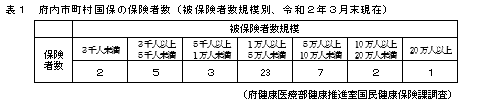 表１　府内市町村国保の保険者数（被保険者数規模別、令和２年３月末現在）
被保険者数規模
保険者数
３千人未満
３千人以上５千人未満
５千人以上１万人未満
１万人以上５万人未満
５万人以上10万人未満
10万人以上20万人未満
20万人以上
2
5
3
23
7
2
1
（府健康医療部健康推進室国民健康保険課調査）